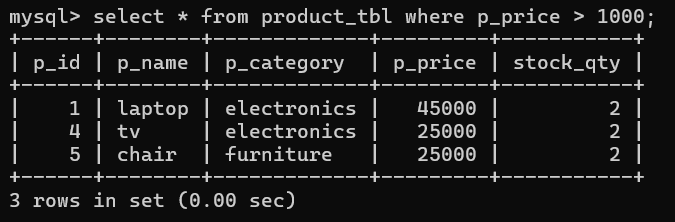 mysql> select * from product_tbl where p_price > 1000;
+------+--------+-------------+---------+-----------+
| p_id | p_name | p_category  | p_price | stock_qty |
+------+--------+-------------+---------+-----------+
|    1 | laptop | electronics |   45000 |         2 |
|    4 | tv     | electronics |   25000 |         2 |
|    5 | chair  | furniture   |   25000 |         2 |
+------+--------+-------------+---------+-----------+
3 rows in set (0.00 sec)